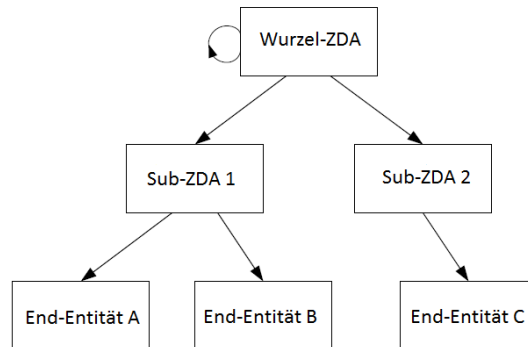 Wurzel-ZDA
Sub-ZDA 1
Sub-ZDA 2
End-Entität A
End-Entität B
End-Entität C